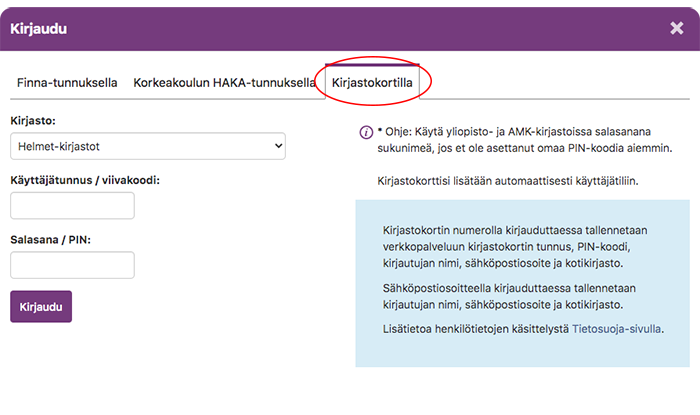 Kirjaudu
Finna-tunnuksella
Korkeakoulun HAKA-tunnuksella
Kirjastokortilla
Kirjasto:
Helmet-kirjastot
Käyttäjätunnus / viivakoodi:
Salasana / PIN:
Kirjaudu
* Ohje: Käytä yliopisto- ja AMK-kirjastoissa salasanana
sukunimeä, jos et ole asettanut omaa PIN-koodia aiemmin.
Kirjastokorttisi lisätään automaattisesti käyttäjätiliin.
Kirjastokortin numerolla kirjauduttaessa tallennetaan
verkkopalveluun kirjastokortin tunnus, PIN-koodi,
kirjautujan nimi, sähköpostiosoite ja kotikirjasto.
Sähköpostiosoitteella kirjauduttaessa tallennetaan
kirjautujan nimi, sähköpostiosoite ja kotikirjasto.
Lisätietoa henkilötietojen käsittelystä Tietosuoja-sivulla.